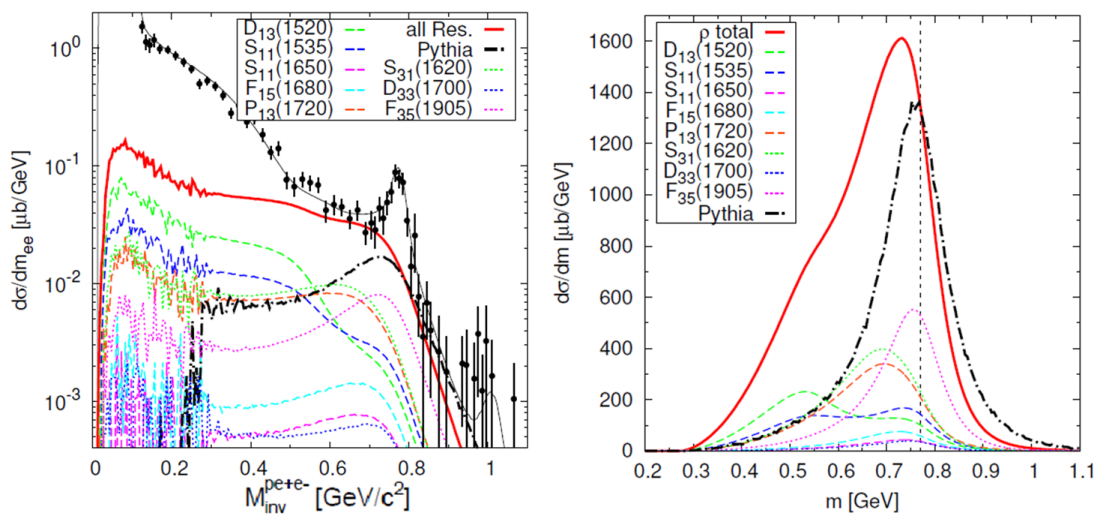 D13(1520) all Res.
S11(1535) Pythia
S11(1650) S31(1620)
F15(1680) D33(1700)
P13(1720) F35(1905)
dσ/dmee [μb/GeV]
10^0
10^-1
10^-2
10^-3
0 0.2 0.4 0.6 0.8 1
M inv pe+e- [GeV/c^2]
ρ total
D13(1520)
S11(1535)
S11(1650)
F15(1680)
P13(1720)
S31(1620)
D33(1700)
F35(1905)
Pythia
dσ/dm [μb/GeV]
1600
1400
1200
1000
800
600
400
200
0
0.2 0.3 0.4 0.5 0.6 0.7 0.8 0.9 1.0 1.1
m [GeV]